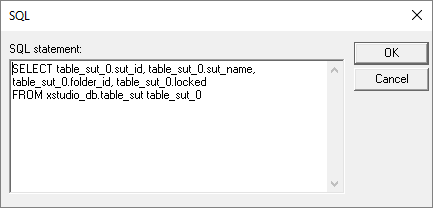 SQL
SQL statement:
OK
SELECT table_sut_0.sut_id, table_sut_0.sut_name,
table_sut_0.folder_id, table_sut_0.locked
FROM xstudio_db.table_sut table_sut_0
Cancel